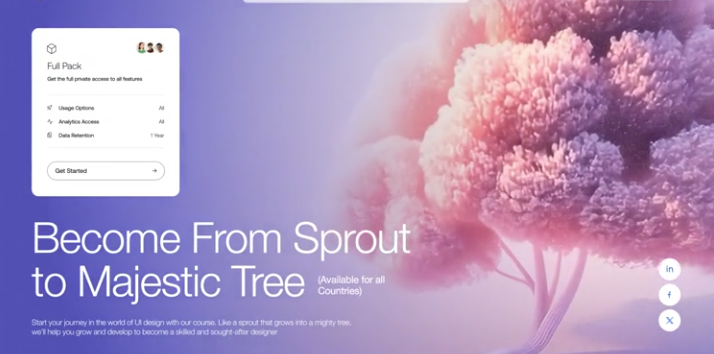 Full Pack
Get the full private access to all features
Usage Options All
Analytics Access All
Data Retention 1 Year
Get Started
Become From Sprout
to Majestic Tree
(Available for all
Countries)
Start your journey in the world of UI design with our course. Like a sprout that grows into a mighty tree,
we'll help you grow and develop to become a skilled and sought-after designer
in
f
X